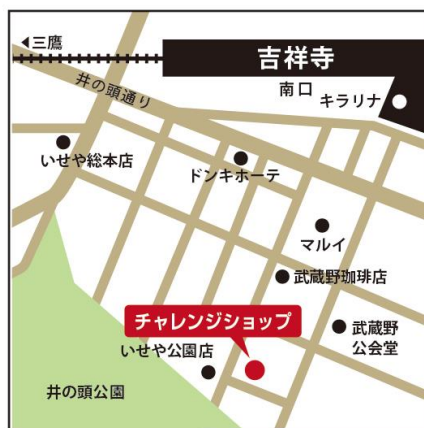 三鷹
吉祥寺
南口
キラリナ
井の頭通り
いせや総本店
ドンキホーテ
マルイ
武蔵野珈琲店
チャレンジショップ
武蔵野
公会堂
いせや公園店
井の頭公園